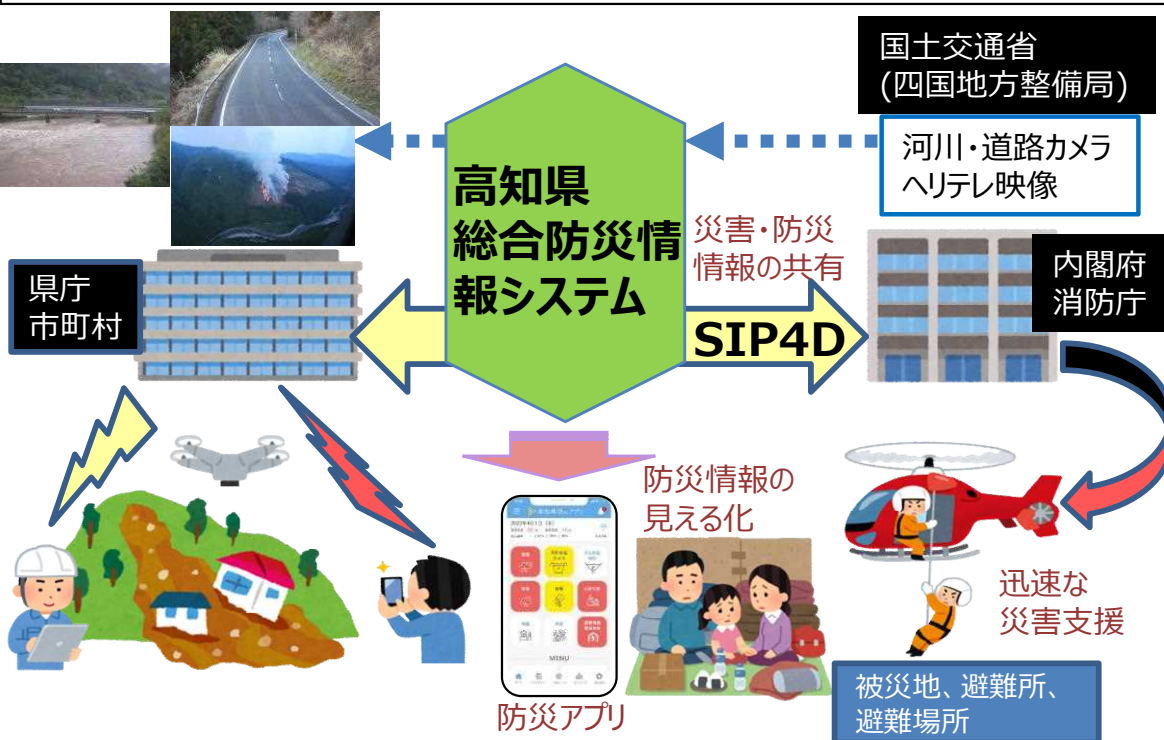 国土交通省
(四国地方整備局)
河川・道路カメラ
ヘリテレ映像
高知県
総合防災情
報システム
災害・防災
情報の共有
県庁
市町村
SIP4D
内閣府
消防庁
防災情報の
見える化
MENU
防災アプリ
迅速な
災害支援
被災地、避難所、
避難場所